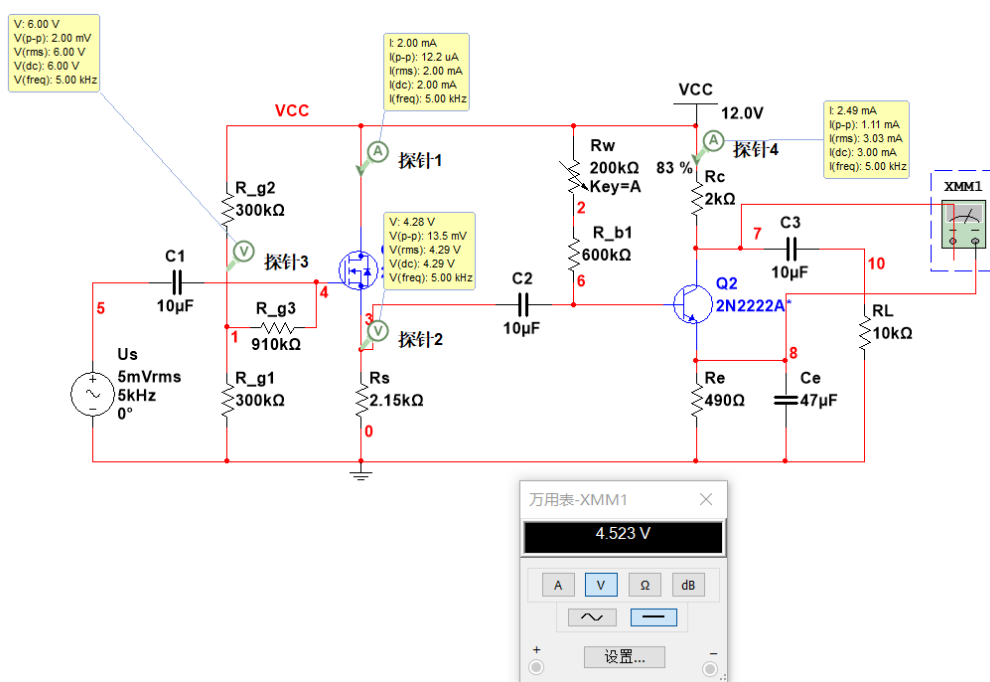 V: 6.00 V
V(p-p): 2.00 mV
V(rms): 6.00 V
V(dc): 6.00 V
V(freq): 5.00 kHz
I: 2.00 mA
I(p-p): 12.2 uA
I(rms): 2.00 mA
I(dc): 2.00 mA
I(freq): 5.00 kHz
VCC
VCC
12.0V
I: 2.49 mA
I(p-p): 1.11 mA
I(rms): 3.03 mA
I(dc): 3.00 mA
I(freq): 5.00 kHz
A
探针1
A
探针4
Rw
200kΩ
Key=A
83 %
Rc
2kΩ
XMM1
R_g2
300kΩ
2
V: 4.28 V
V(p-p): 13.5 mV
V(rms): 4.29 V
V(dc): 4.29 V
V(freq): 5.00 kHz
R_b1
600kΩ
7
C3
10µF
V
探针3
C1
10µF
4
6
Q2
2N2222A*
10
C2
10µF
5
R_g3
910kΩ
1
3
V
探针2
RL
10kΩ
8
Us
5mVrms
5kHz
0°
R_g1
300kΩ
Rs
2.15kΩ
0
Re
490Ω
Ce
47µF
万用表-XMM1
4.523 V
A
V
Ω
dB
+
设置...
−